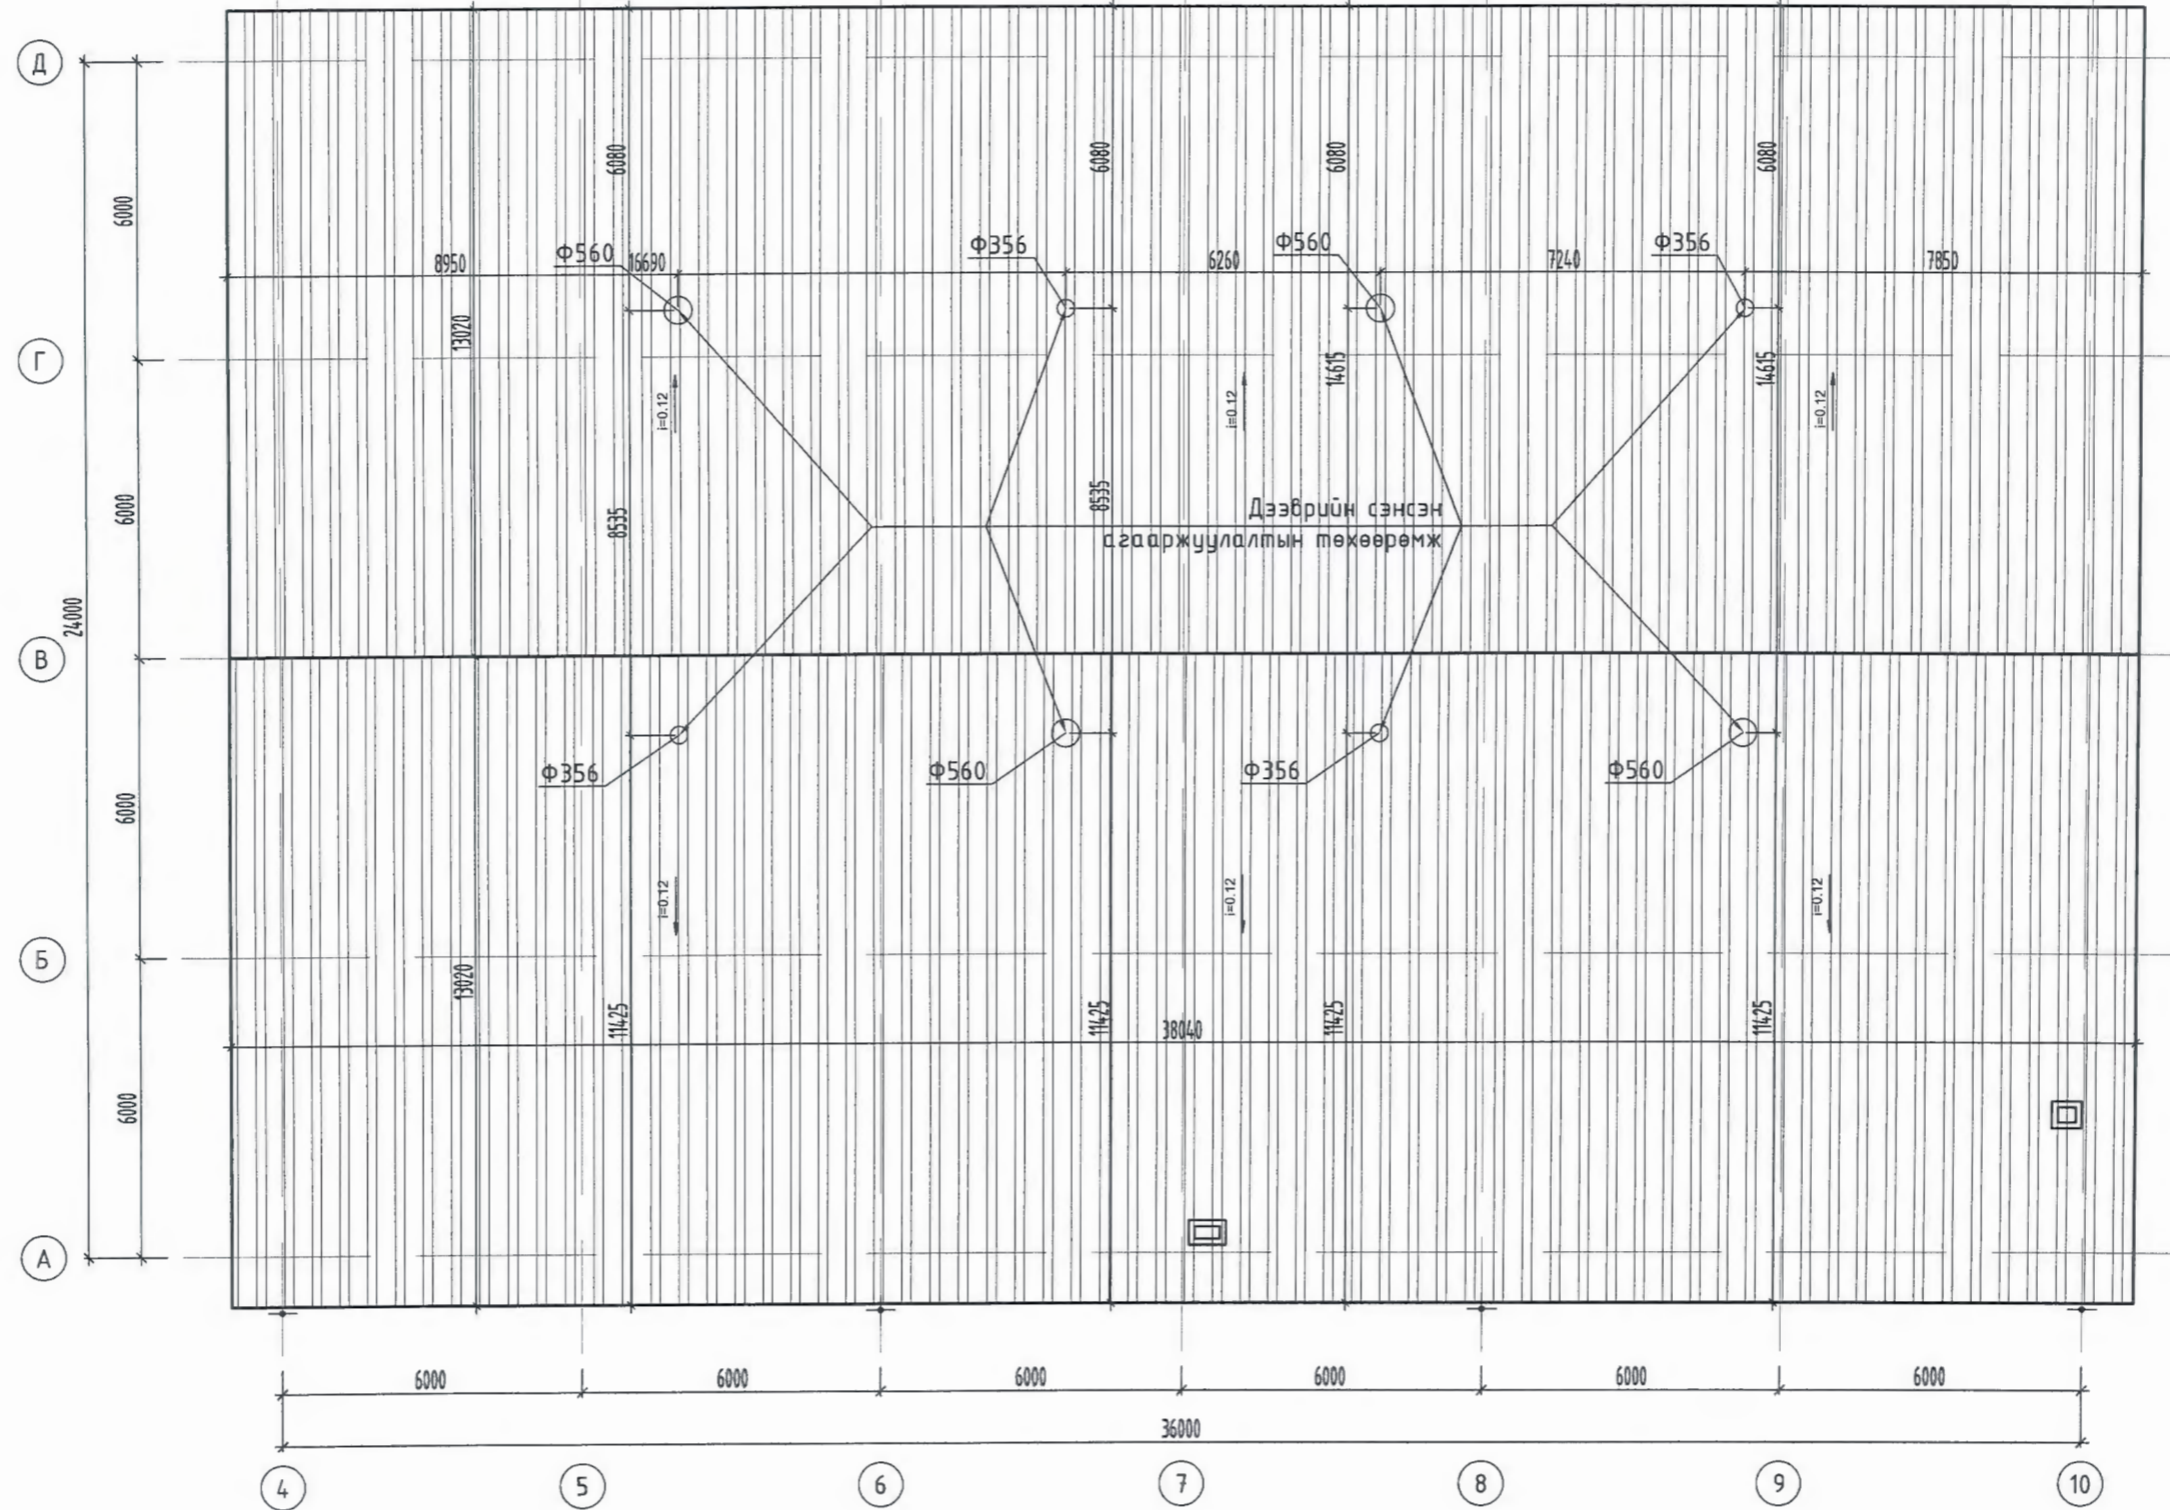 Д
6000
6080
6080
6080
6080
Ф560
Ф356
Ф560
Ф356
8950
16690
6260
7240
7850
13020
14615
14615
Г
i=0.12
i=0.12
i=0.12
6000
8535
8535
Дээврийн сэнсэн
агааржуулалтын төхөөрөмж
24000
В
6000
Ф356
Ф560
Ф356
Ф560
i=0.12
i=0.12
i=0.12
Б
13020
11425
11425
11425
11425
38040
6000
А
6000
6000
6000
6000
6000
6000
36000
4
5
6
7
8
9
10